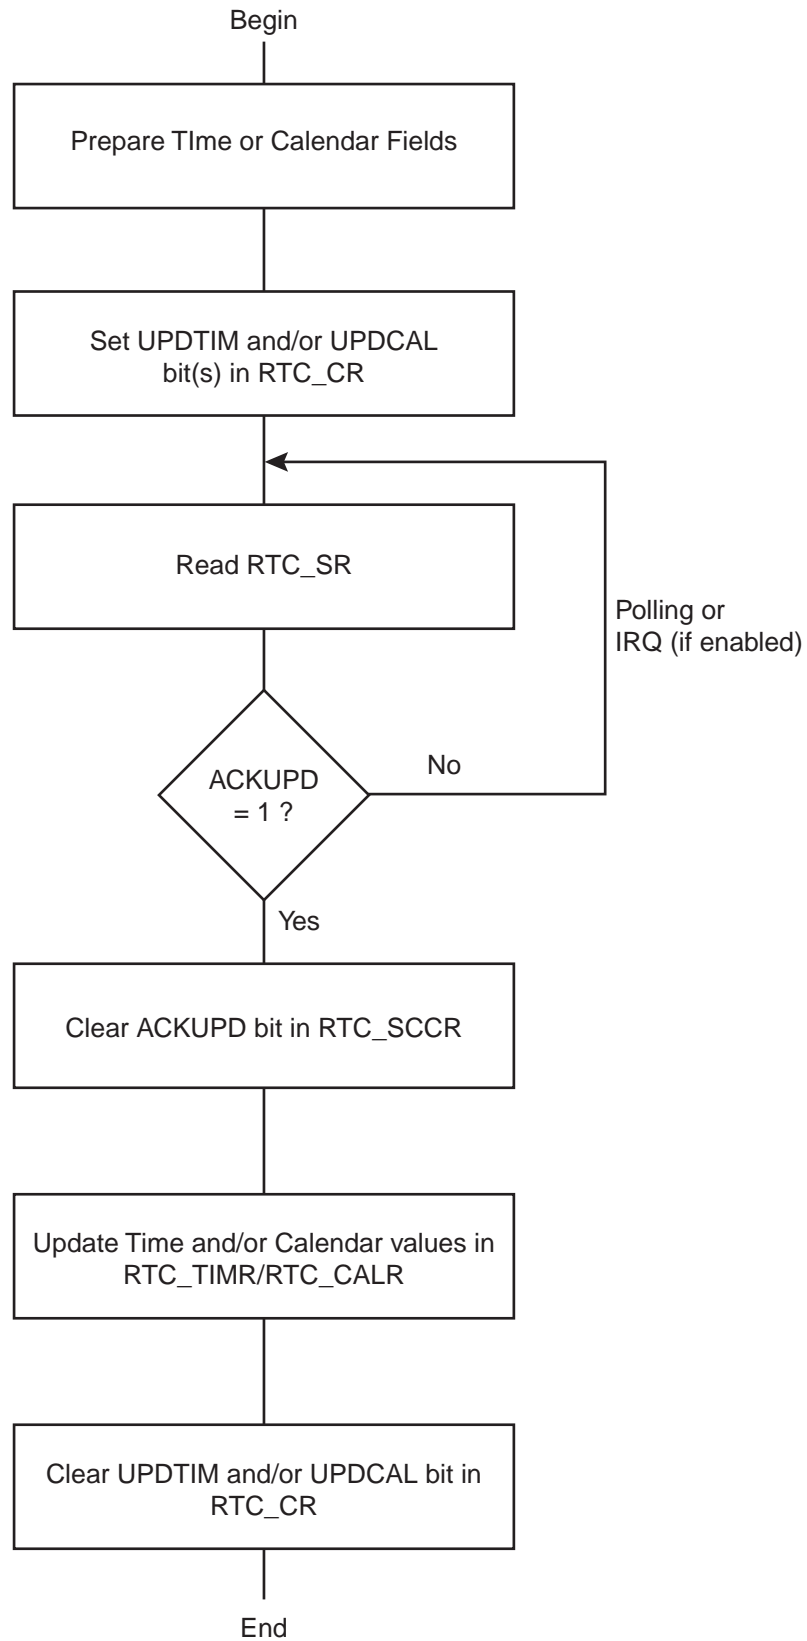 Begin
Prepare TIme or Calendar Fields
Set UPDTIM and/or UPDCAL
bit(s) in RTC_CR
Read RTC_SR
Polling or
IRQ (if enabled)
ACKUPD
= 1 ?
No
Yes
Clear ACKUPD bit in RTC_SCCR
Update Time and/or Calendar values in
RTC_TIMR/RTC_CALR
Clear UPDTIM and/or UPDCAL bit in
RTC_CR
End